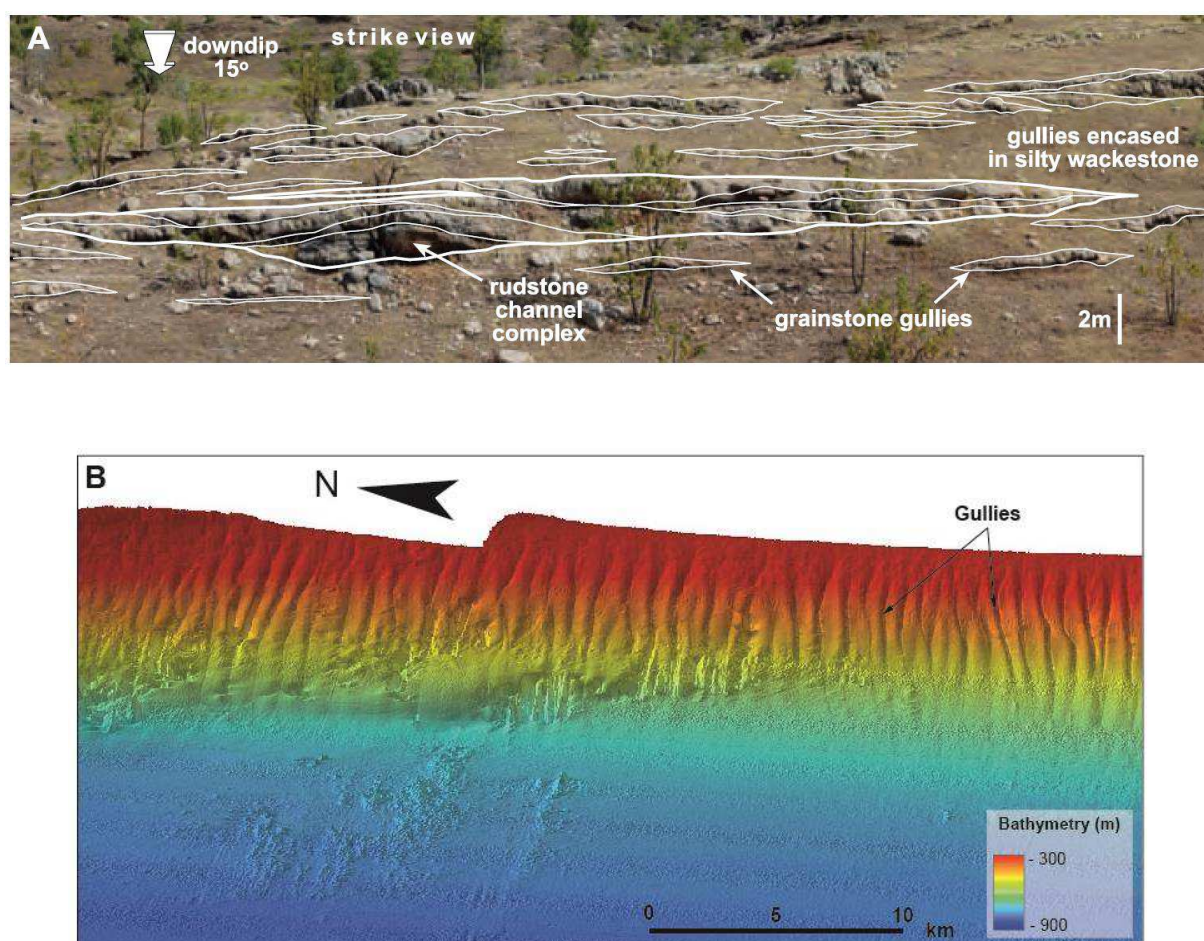 A
downdip
15°
strike view
gullies encased
in silty wackestone
rudstone
channel
complex
grainstone gullies
2m
B
N
Gullies
Bathymetry (m)
- 300
- 900
0 5 10
km